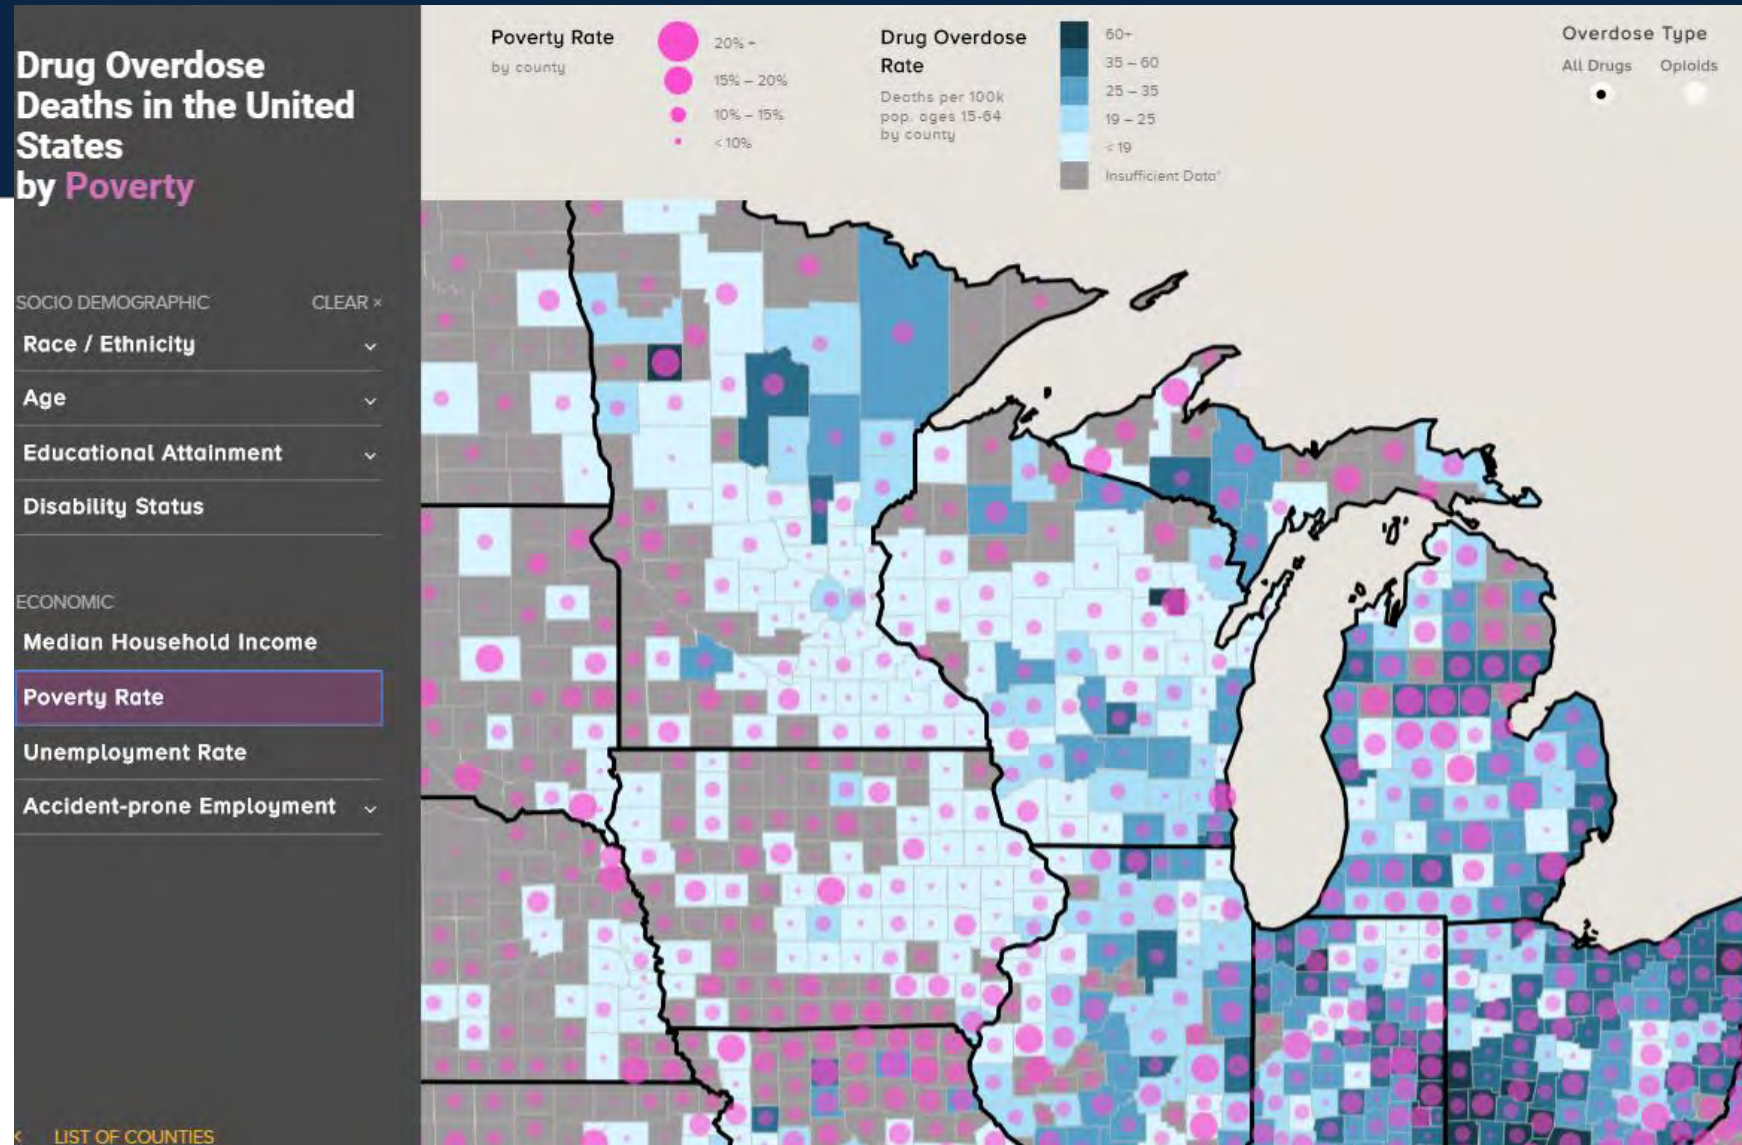 Drug Overdose
Deaths in the United
States
by Poverty
SOCIO DEMOGRAPHIC CLEAR ×
Race / Ethnicity
Age
Educational Attainment
Disability Status
ECONOMIC
Median Household Income
Poverty Rate
Unemployment Rate
Accident-prone Employment
LIST OF COUNTIES
Poverty Rate
by county
20% +
15% – 20%
10% – 15%
< 10%
Drug Overdose
Rate
Deaths per 100k
pop. ages 15-64
by county
60+
35 – 60
25 – 35
19 – 25
< 19
Insufficient Data*
Overdose Type
All Drugs Opioids